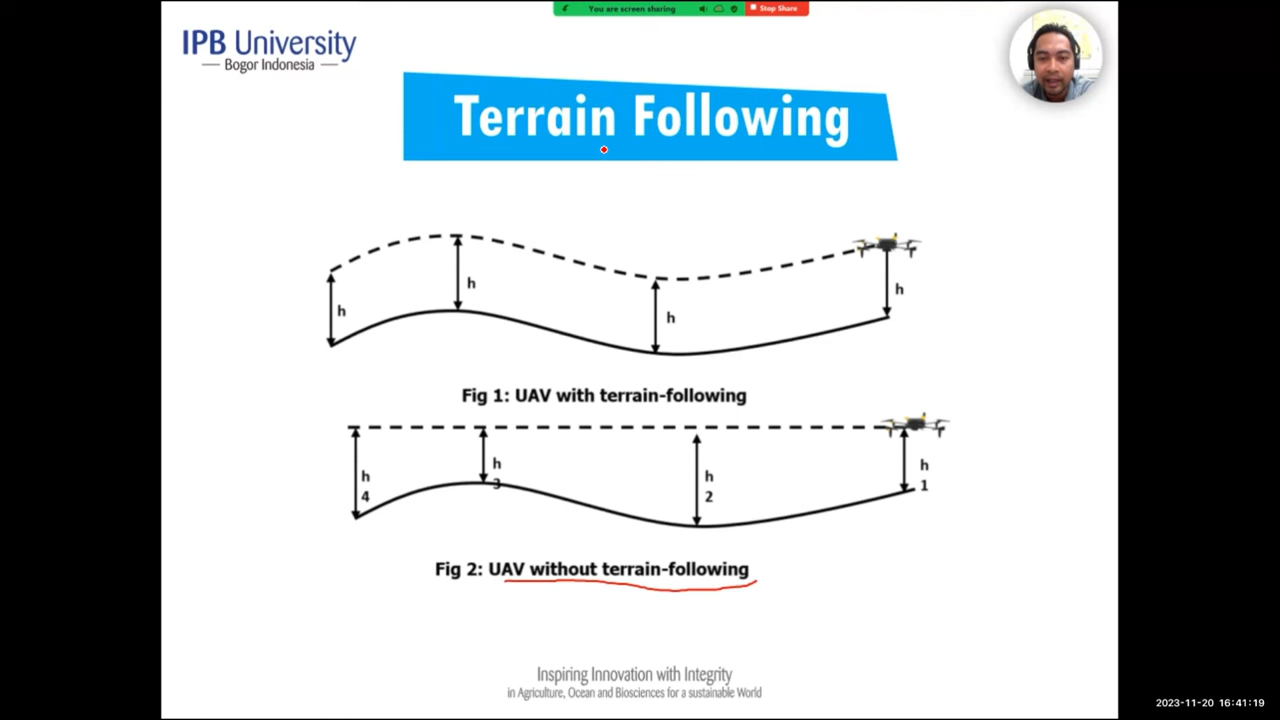 You are screen sharing
Stop Share
IPB University
Bogor Indonesia
Terrain Following
h
h
h
h
Fig 1: UAV with terrain-following
h
4
h
3
h
2
h
1
Fig 2: UAV without terrain-following
Inspiring Innovation with Integrity
in Agriculture, Ocean and Biosciences for a sustainable World
2023-11-20 16:41:19